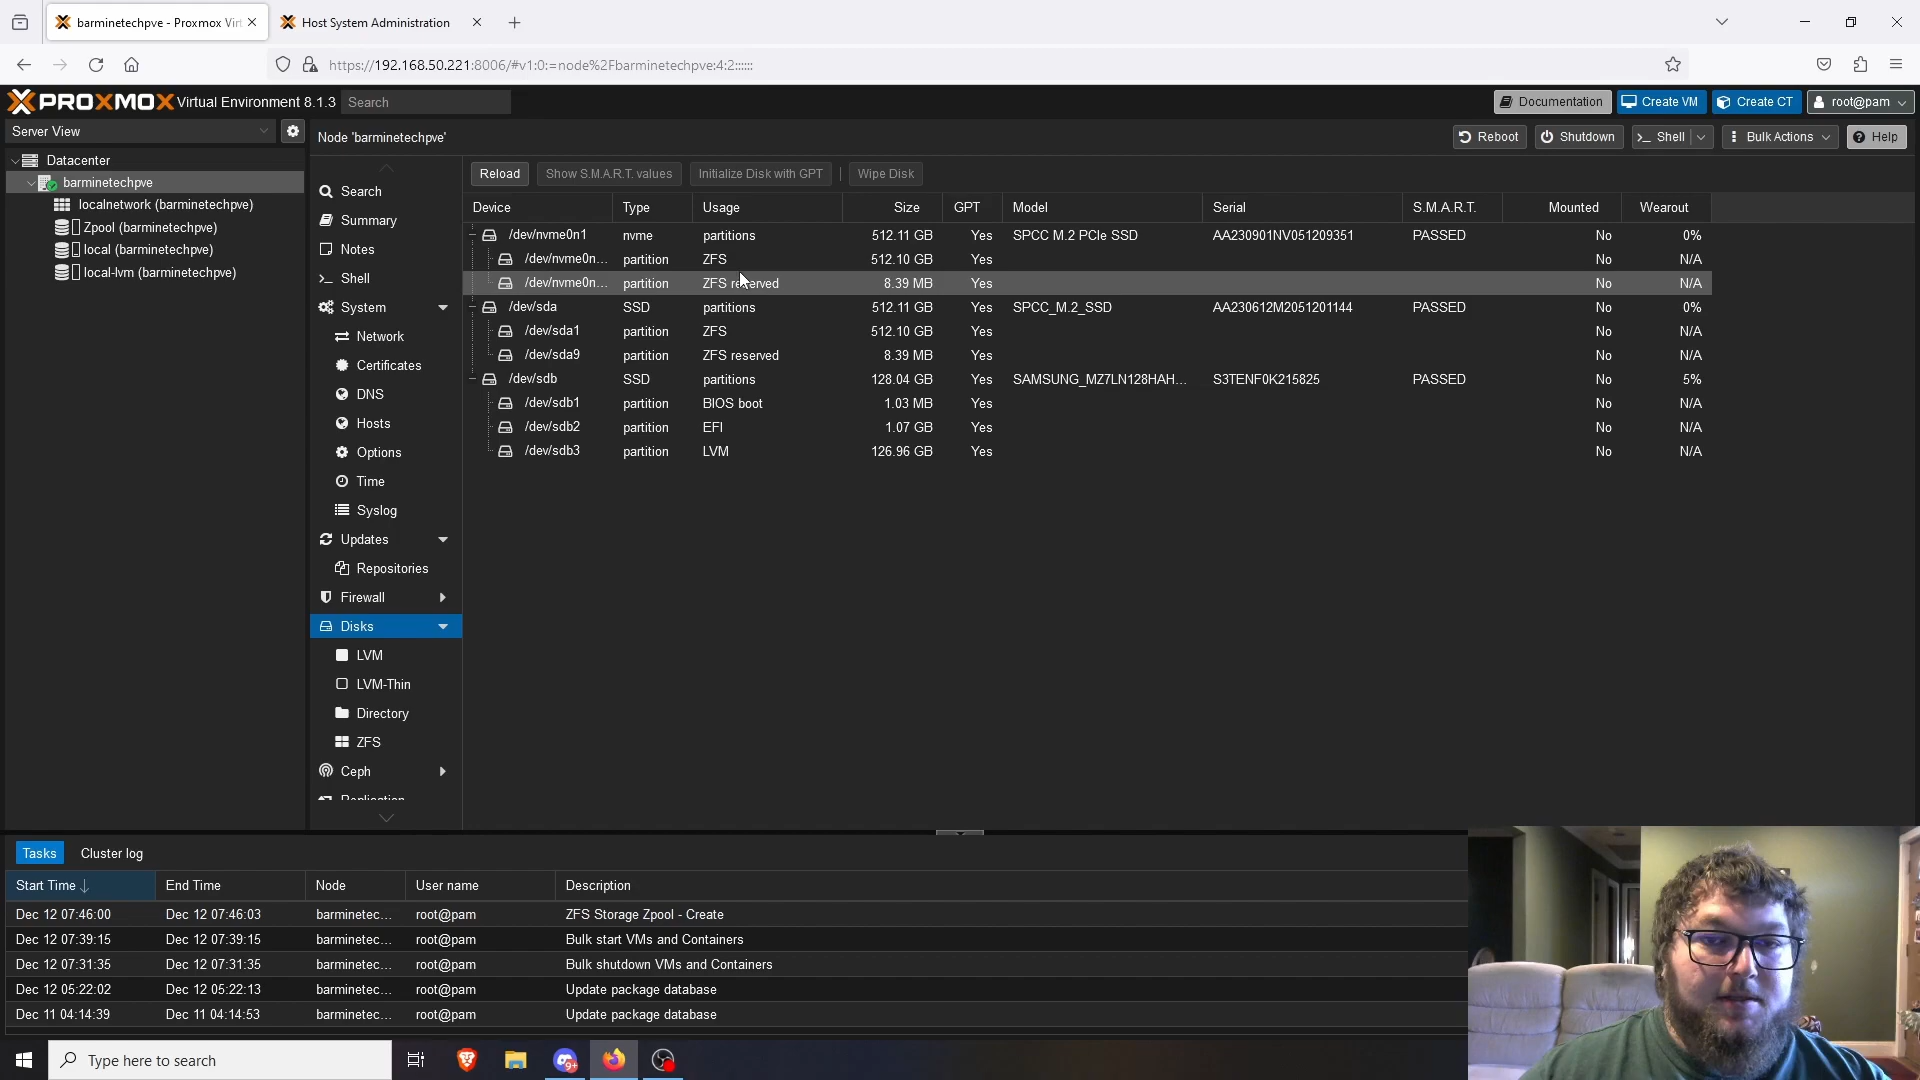 barminetechpve - Proxmox Vir
Host System Administration
https://192.168.50.221:8006/#v1:0:=node%2Fbarminetechpve:4:2::::::
PROXMOX Virtual Environment 8.1.3
Search
Documentation
Create VM
Create CT
root@pam
Server View
Node 'barminetechpve'
Reboot
Shutdown
Shell
Bulk Actions
Help
Datacenter
barminetechpve
localnetwork (barminetechpve)
Zpool (barminetechpve)
local (barminetechpve)
local-lvm (barminetechpve)
Search
Summary
Notes
Shell
System
Network
Certificates
DNS
Hosts
Options
Time
Syslog
Updates
Repositories
Firewall
Disks
LVM
LVM-Thin
Directory
ZFS
Ceph
Replication
Reload
Show S.M.A.R.T. values
Initialize Disk with GPT
Wipe Disk
Device Type Usage Size GPT Model Serial S.M.A.R.T. Mounted Wearout
/dev/nvme0n1 nvme partitions 512.11 GB Yes SPCC M.2 PCIe SSD AA230901NV051209351 PASSED No 0%
/dev/nvme0n... partition ZFS 512.10 GB Yes No N/A
/dev/nvme0n... partition ZFS reserved 8.39 MB Yes No N/A
/dev/sda SSD partitions 512.11 GB Yes SPCC_M.2_SSD AA230612M2051201144 PASSED No 0%
/dev/sda1 partition ZFS 512.10 GB Yes No N/A
/dev/sda9 partition ZFS reserved 8.39 MB Yes No N/A
/dev/sdb SSD partitions 128.04 GB Yes SAMSUNG_MZ7LN128HAH... S3TENF0K215825 PASSED No 5%
/dev/sdb1 partition BIOS boot 1.03 MB Yes No N/A
/dev/sdb2 partition EFI 1.07 GB Yes No N/A
/dev/sdb3 partition LVM 126.96 GB Yes No N/A
Tasks
Cluster log
Start Time End Time Node User name Description
Dec 12 07:46:00 Dec 12 07:46:03 barminetec... root@pam ZFS Storage Zpool - Create
Dec 12 07:39:15 Dec 12 07:39:15 barminetec... root@pam Bulk start VMs and Containers
Dec 12 07:31:35 Dec 12 07:31:35 barminetec... root@pam Bulk shutdown VMs and Containers
Dec 12 05:22:02 Dec 12 05:22:13 barminetec... root@pam Update package database
Dec 11 04:14:39 Dec 11 04:14:53 barminetec... root@pam Update package database
Type here to search
9+